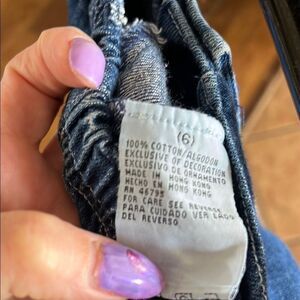 (6)
100% COTTON/ALGODON
EXCLUSIVE OF DECORATION
EXCLUSIVO DE ORNAMENTO
MADE IN HONG KONG
HECHO EN HONG KONG
RN 46795
FOR CARE SEE REVERSE
PARA CUIDADO VER LADO
DEL REVERSO